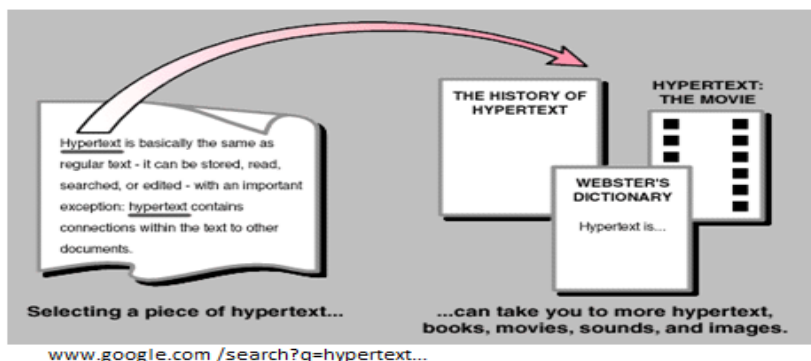 Hypertext is basically the same as
regular text - it can be stored, read,
searched, or edited - with an important
exception: hypertext contains
connections within the text to other
documents.
Selecting a piece of hypertext...
THE HISTORY OF
HYPERTEXT
HYPERTEXT:
THE MOVIE
WEBSTER'S
DICTIONARY
Hypertext is...
...can take you to more hypertext,
books, movies, sounds, and images.
www.google.com /search?q=hypertext...